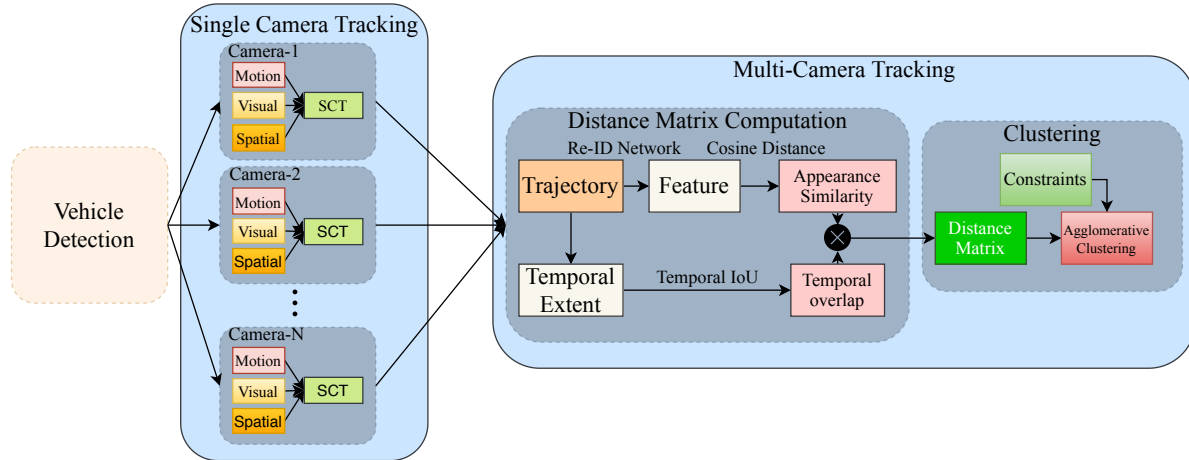 Single Camera Tracking
Camera-1
Motion
Visual
Spatial
SCT
Camera-2
Motion
Visual
Spatial
SCT
Camera-N
Motion
Visual
Spatial
SCT
Vehicle
Detection
Multi-Camera Tracking
Distance Matrix Computation
Re-ID Network
Cosine Distance
Trajectory
Feature
Appearance
Similarity
Temporal
Extent
Temporal IoU
Temporal
overlap
Clustering
Constraints
Distance
Matrix
Agglomerative
Clustering